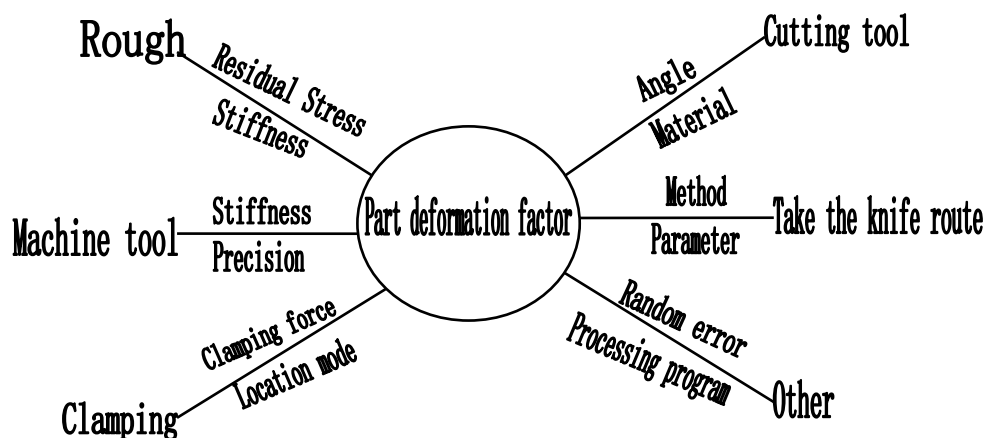 Rough
Residual Stress
Stiffness
Cutting tool
Angle
Material
Machine tool
Stiffness
Precision
Part deformation factor
Method
Parameter
Take the knife route
Clamping force
Location mode
Clamping
Random error
Processing program
Other